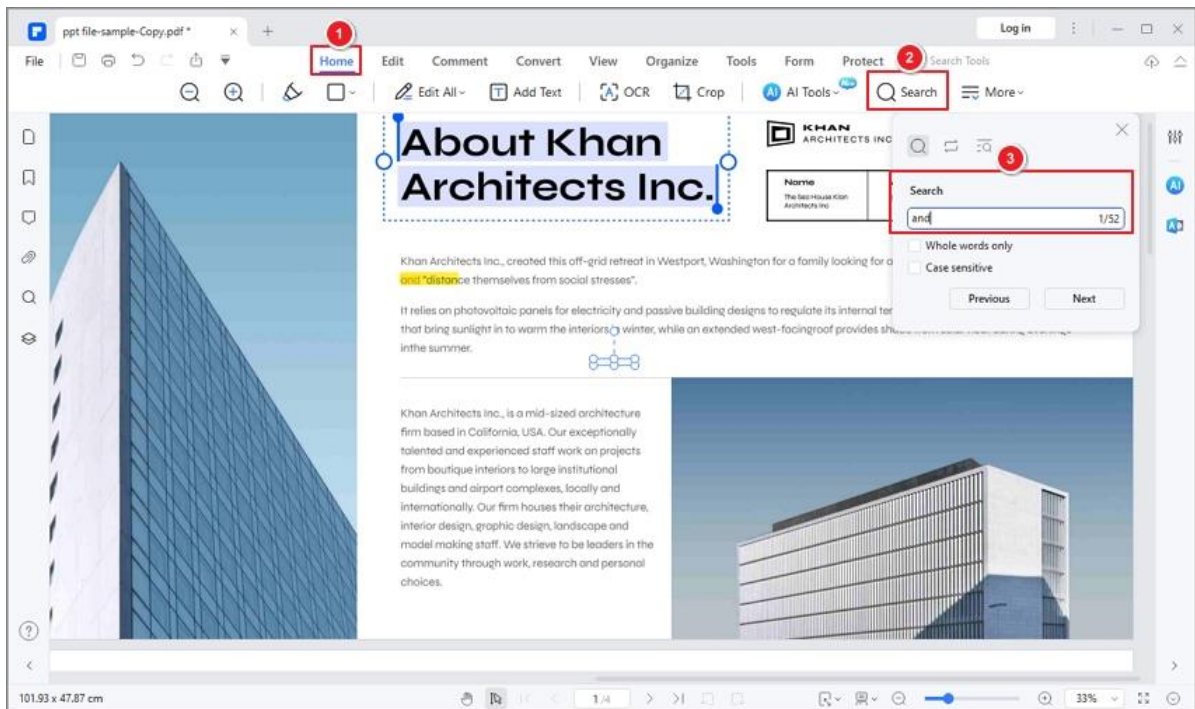 ppt file-sample-Copy.pdf *
Log in
1
File
Home
Edit
Comment
Convert
View
Organize
Tools
Form
Protect
2
Search Tools
Edit All
Add Text
OCR
Crop
AI Tools
Search
More
About Khan
Architects Inc.
KHAN
ARCHITECTS INC
Name
The Sea House Klan
Architects Inc
3
Search
and
1/52
Whole words only
Case sensitive
Previous
Next
Khan Architects Inc., created this off-grid retreat in Westport, Washington for a family looking for a
and "distance themselves from social stresses".
It relies on photovoltaic panels for electricity and passive building designs to regulate its internal
that bring sunlight in to warm the interiors winter, while an extended west-facingroof provides
inthe summer.
Khan Architects Inc., is a mid-sized architecture
firm based in California, USA. Our exceptionally
talented and experienced staff work on projects
from boutique interiors to large institutional
buildings and airport complexes, locally and
internationally. Our firm houses their architecture,
interior design, graphic design, landscape and
model making staff. We strieve to be leaders in the
community through work, research and personal
choices.
101.93 x 47.87 cm
1 /4
33%